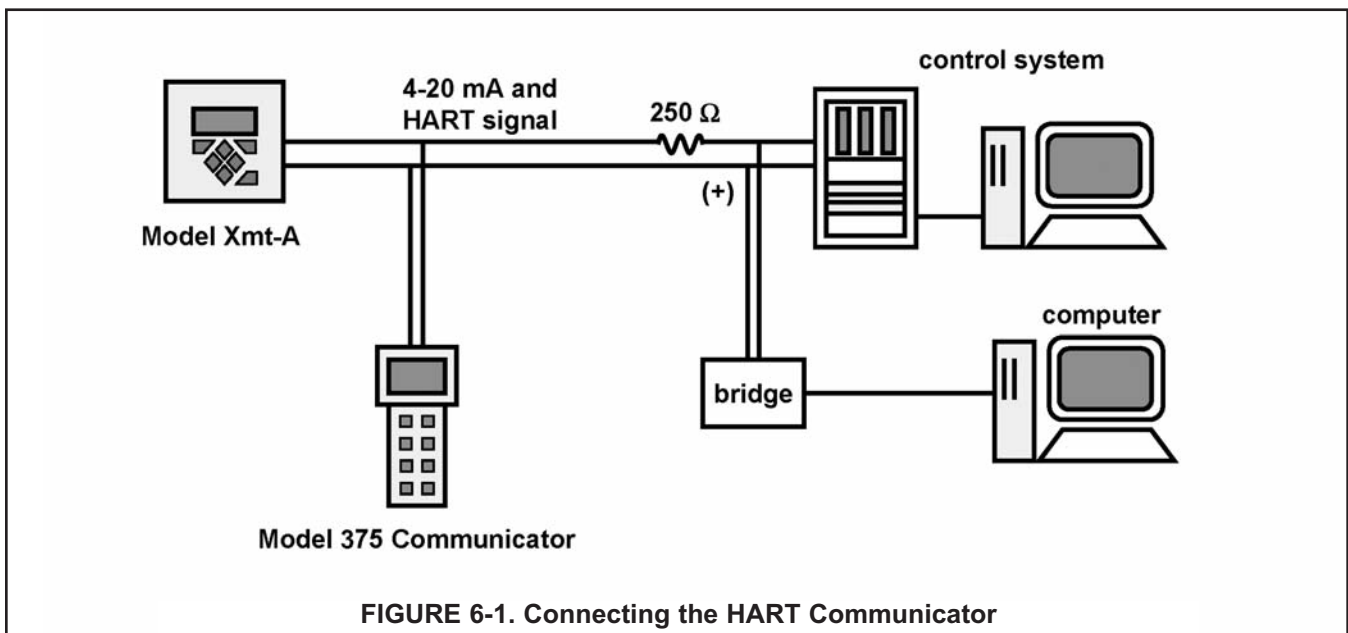 control system
4-20 mA and
HART signal
250 Ω
(+)
Model Xmt-A
computer
bridge
Model 375 Communicator
FIGURE 6-1. Connecting the HART Communicator